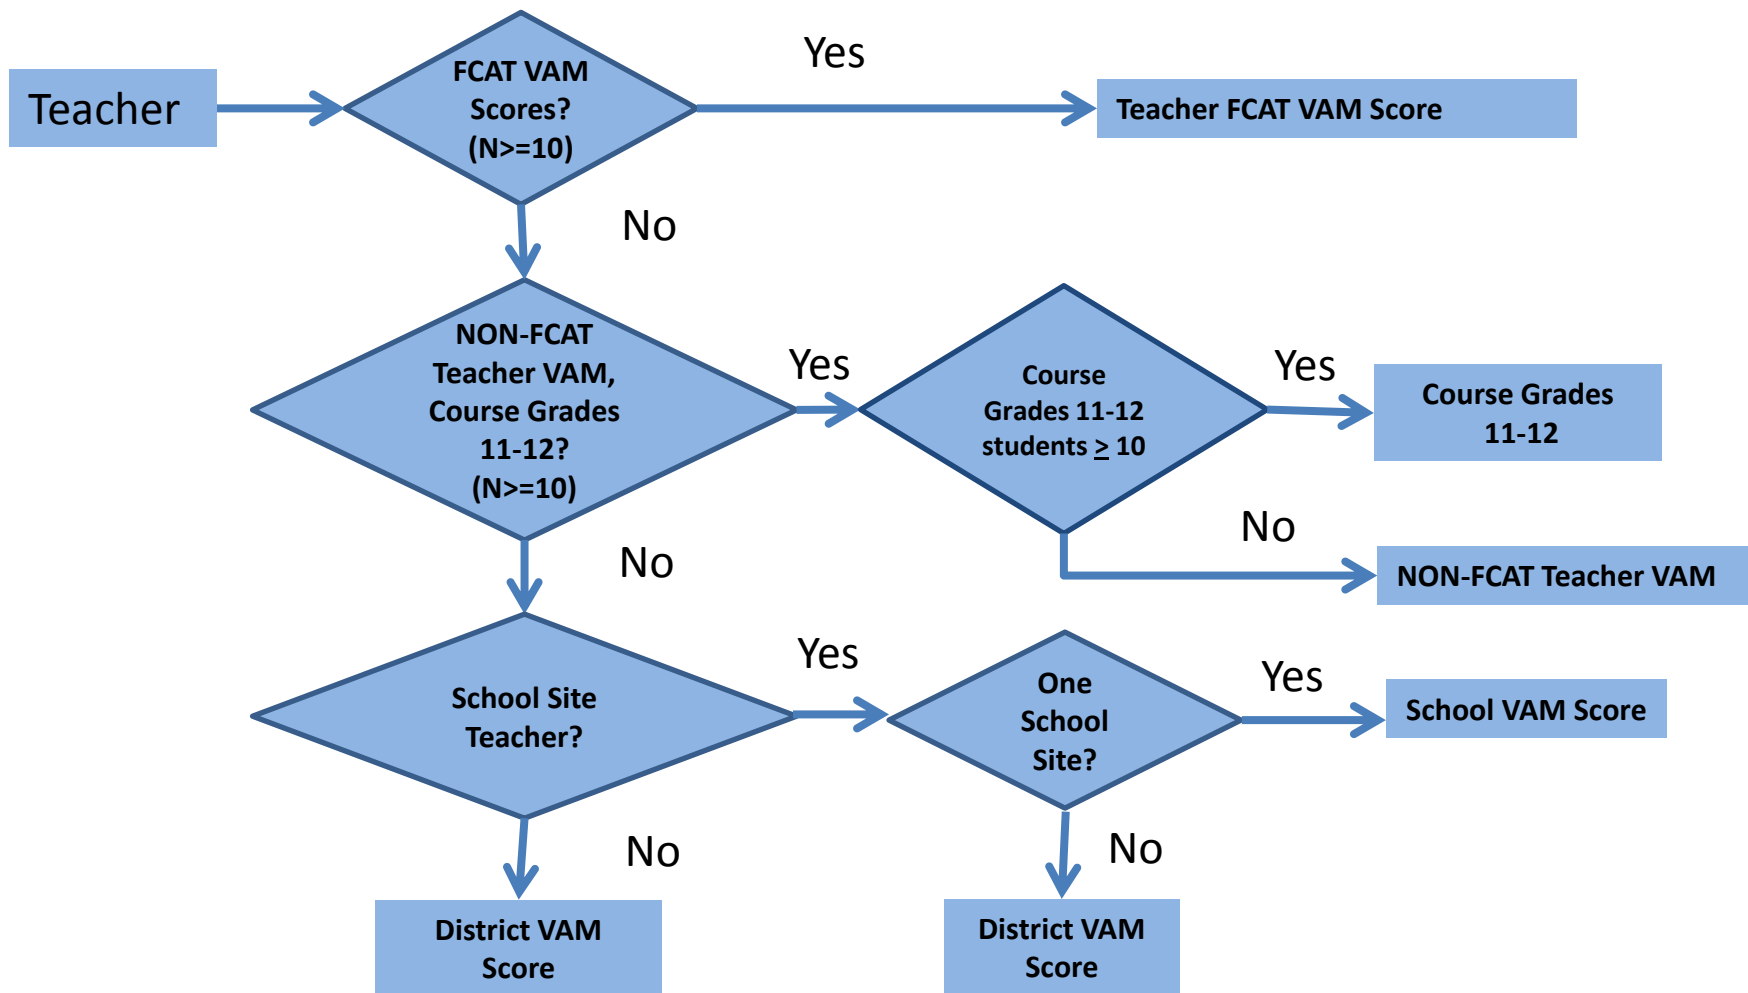 Teacher
FCAT VAM
Scores?
(N>=10)
Yes
Teacher FCAT VAM Score
No
NON-FCAT
Teacher VAM,
Course Grades
11-12?
(N>=10)
Yes
Course
Grades 11-12
students ≥ 10
Yes
Course Grades
11-12
No
NON-FCAT Teacher VAM
No
School Site
Teacher?
Yes
One
School
Site?
Yes
School VAM Score
No
District VAM
Score
No
District VAM
Score